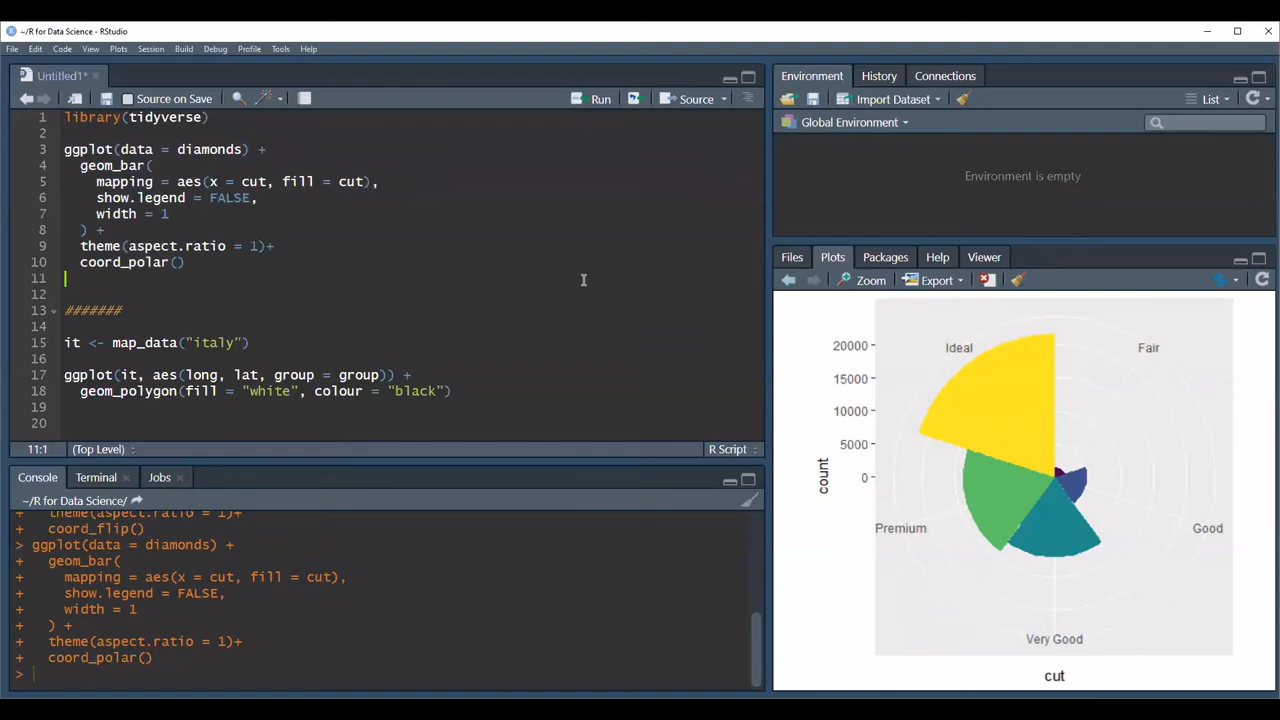 ~/R for Data Science - RStudio
File Edit Code View Plots Session Build Debug Profile Tools Help
Untitled1*
Source on Save
Run
Source
1 library(tidyverse)
2
3 ggplot(data = diamonds) +
4 geom_bar(
5 mapping = aes(x = cut, fill = cut),
6 show.legend = FALSE,
7 width = 1
8 ) +
9 theme(aspect.ratio = 1)+
10 coord_polar()
11
12
13 #######
14
15 it <- map_data("italy")
16
17 ggplot(it, aes(long, lat, group = group)) +
18 geom_polygon(fill = "white", colour = "black")
19
20
11:1 (Top Level) R Script
Console Terminal Jobs
~/R for Data Science/
+ theme(aspect.ratio = 1)+
+ coord_flip()
> ggplot(data = diamonds) +
+ geom_bar(
+ mapping = aes(x = cut, fill = cut),
+ show.legend = FALSE,
+ width = 1
+ ) +
+ theme(aspect.ratio = 1)+
+ coord_polar()
>
Environment History Connections
Import Dataset List
Global Environment
Environment is empty
Files Plots Packages Help Viewer
Zoom Export
20000
15000
10000
5000
0
count
Ideal
Fair
Premium
Good
Very Good
cut